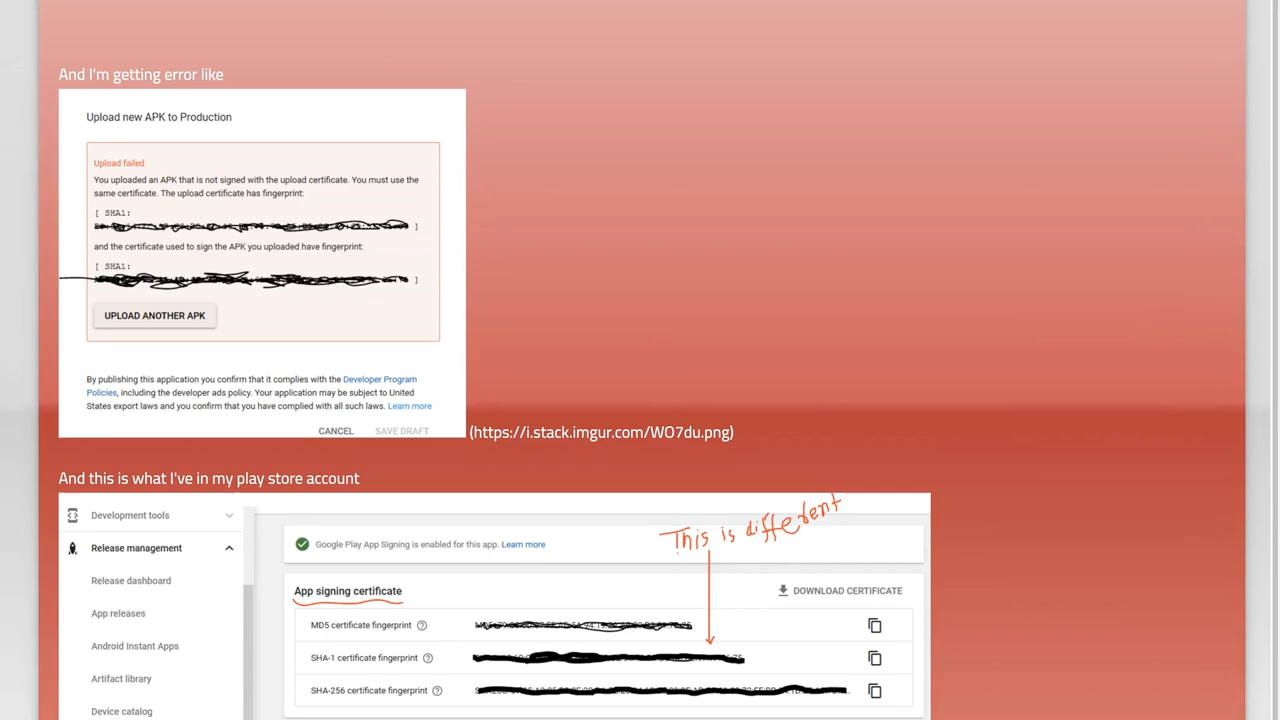 And I'm getting error like
Upload new APK to Production
Upload failed
You uploaded an APK that is not signed with the upload certificate. You must use the
same certificate. The upload certificate has fingerprint:
[ SHA1:
]
and the certificate used to sign the APK you uploaded have fingerprint:
[ SHA1:
]
UPLOAD ANOTHER APK
By publishing this application you confirm that it complies with the Developer Program
Policies, including the developer ads policy. Your application may be subject to United
States export laws and you confirm that you have complied with all such laws. Learn more
CANCEL SAVE DRAFT
(https://i.stack.imgur.com/WO7du.png)
And this is what I've in my play store account
Development tools
Release management
Release dashboard
App releases
Android Instant Apps
Artifact library
Device catalog
This is different
Google Play App Signing is enabled for this app. Learn more
App signing certificate DOWNLOAD CERTIFICATE
MD5 certificate fingerprint
SHA-1 certificate fingerprint
SHA-256 certificate fingerprint